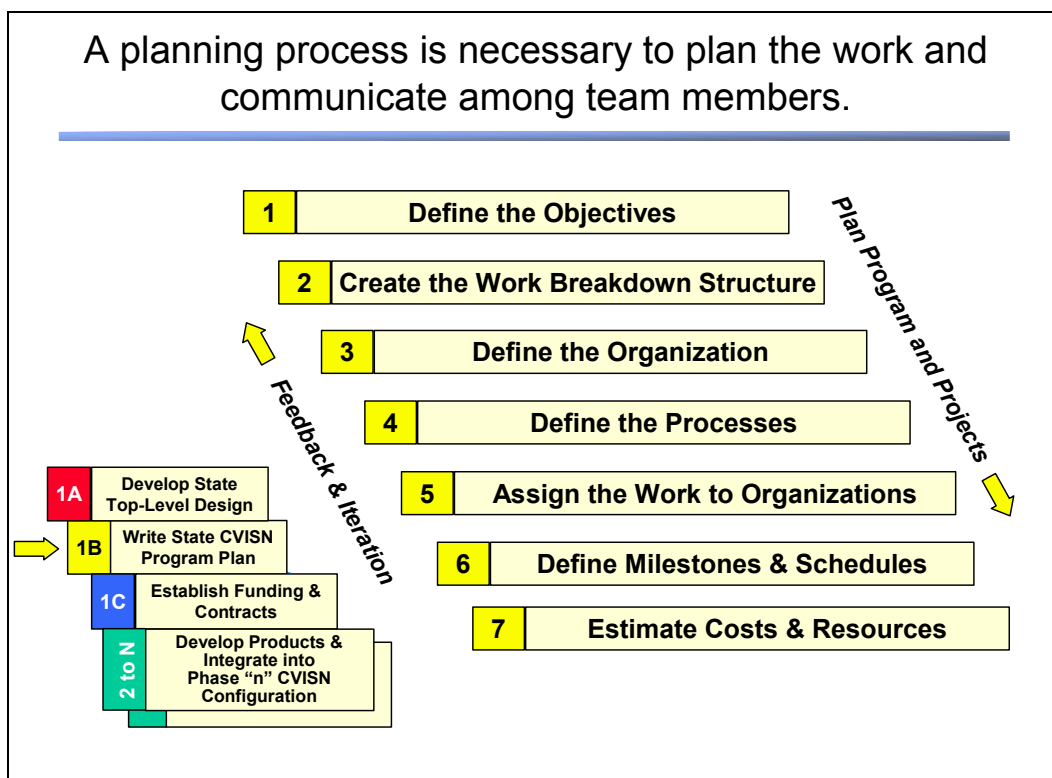 A planning process is necessary to plan the work and
communicate among team members.
1 Define the Objectives
2 Create the Work Breakdown Structure
3 Define the Organization
4 Define the Processes
5 Assign the Work to Organizations
6 Define Milestones & Schedules
7 Estimate Costs & Resources
Plan Program and Projects
Feedback & Iteration
1A
Develop State
Top-Level Design
1B
Write State CVISN
Program Plan
1C
Establish Funding &
Contracts
2 to N
Develop Products &
Integrate into
Phase “n” CVISN
Configuration